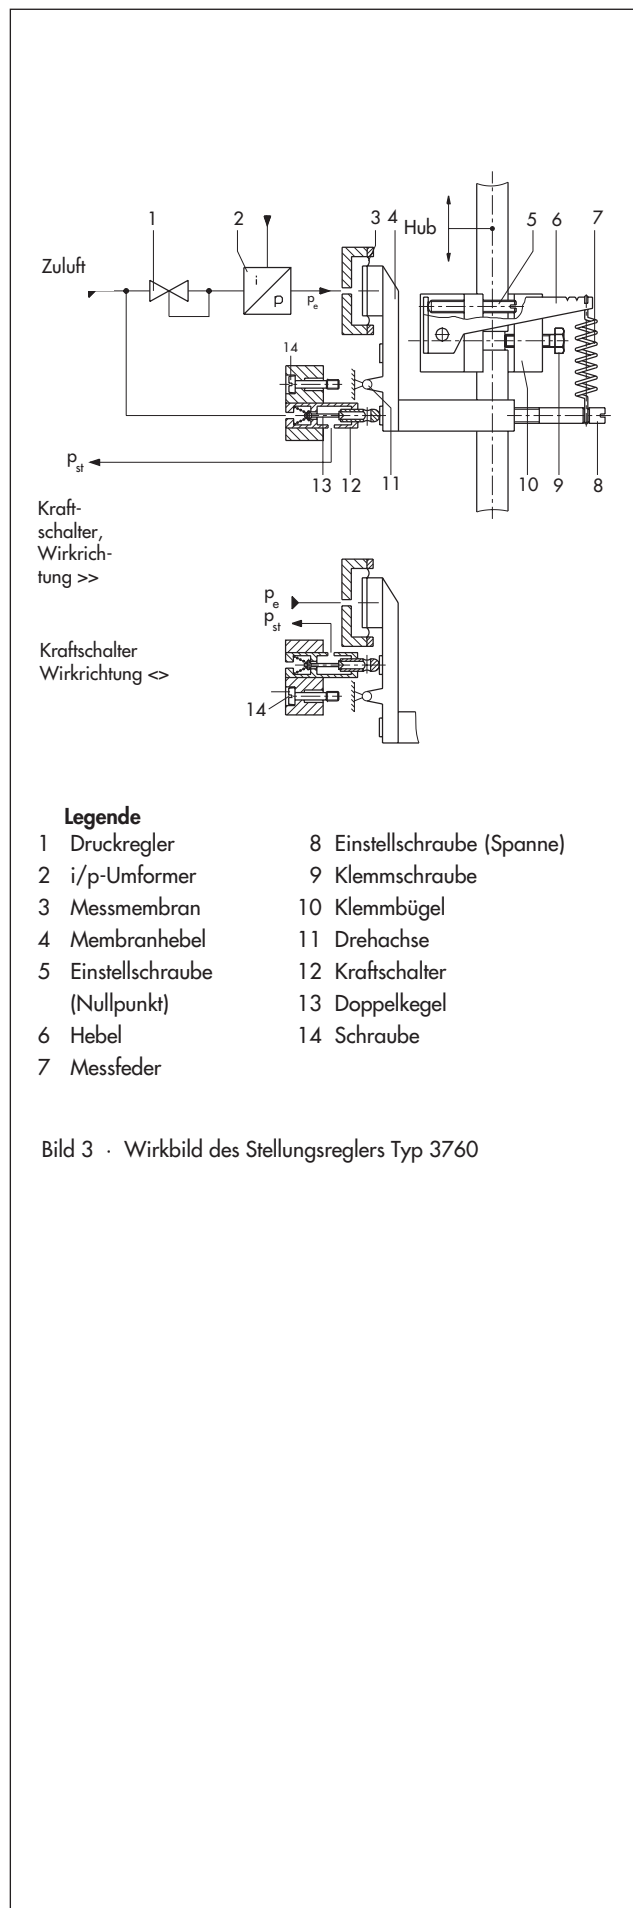 1
2
3
4
Hub
5
6
7
Zuluft
i
p
pe
14
pst
13
12
11
10
9
8
Kraft-
schalter,
Wirkrich-
tung >>
pe
pst
Kraftschalter
Wirkrichtung <>
14
Legende
1 Druckregler
2 i/p-Umformer
3 Messmembran
4 Membranhebel
5 Einstellschraube
(Nullpunkt)
6 Hebel
7 Messfeder
8 Einstellschraube (Spanne)
9 Klemmschraube
10 Klemmbügel
11 Drehachse
12 Kraftschalter
13 Doppelkegel
14 Schraube
Bild 3 · Wirkbild des Stellungsreglers Typ 3760